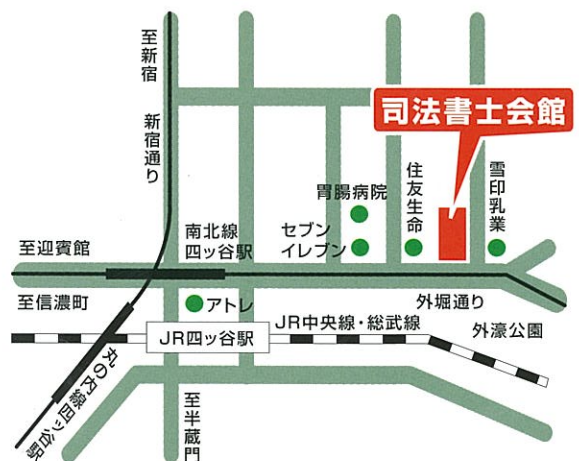 至新宿
新宿通り
司法書士会館
胃腸病院
住友生命
雪印乳業
南北線
四ッ谷駅
セブン
イレブン
至迎賓館
至信濃町
アトレ
外堀通り
JR四ッ谷駅
JR中央線・総武線
外濠公園
丸の内線四ッ谷駅
至半蔵門